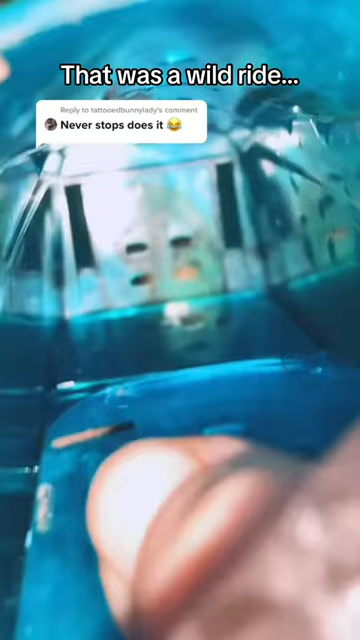 That was a wild ride...
Reply to tattooedbunnylady's comment
Never stops does it 😂